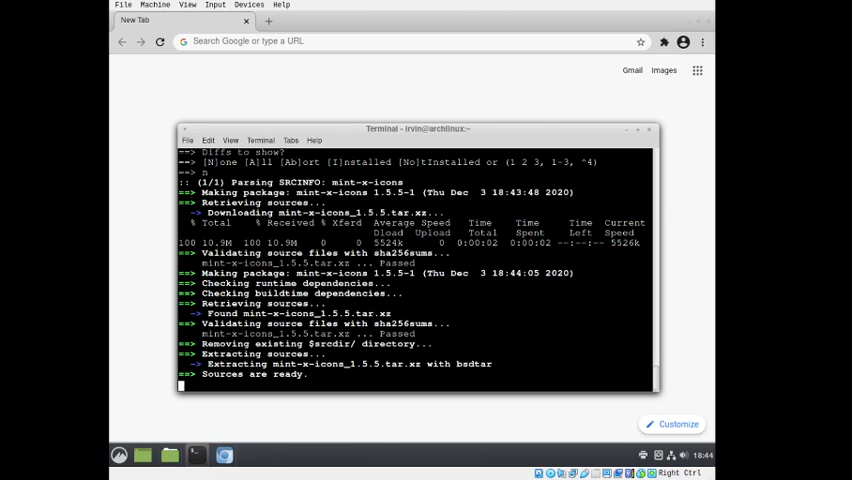 File Machine View Input Devices Help
New Tab
Search Google or type a URL
Gmail Images
Terminal - irvin@archlinux:~
File Edit View Terminal Tabs Help
==> Diffs to show?
==> [N]one [A]ll [Ab]ort [I]nstalled [No]tInstalled or (1 2 3, 1-3, ^4)
==> n
:: (1/1) Parsing SRCINFO: mint-x-icons
==> Making package: mint-x-icons 1.5.5-1 (Thu Dec 3 18:43:48 2020)
==> Retrieving sources...
-> Downloading mint-x-icons_1.5.5.tar.xz...
% Total % Received % Xferd Average Speed Time Time Time Current
Dload Upload Total Spent Left Speed
100 10.9M 100 10.9M 0 0 5524k 0 0:00:02 0:00:02 --:--:-- 5526k
==> Validating source files with sha256sums...
mint-x-icons_1.5.5.tar.xz ... Passed
==> Making package: mint-x-icons 1.5.5-1 (Thu Dec 3 18:44:05 2020)
==> Checking runtime dependencies...
==> Checking buildtime dependencies...
==> Retrieving sources...
-> Found mint-x-icons_1.5.5.tar.xz
==> Validating source files with sha256sums...
mint-x-icons_1.5.5.tar.xz ... Passed
==> Removing existing $srcdir/ directory...
==> Extracting sources...
-> Extracting mint-x-icons_1.5.5.tar.xz with bsdtar
==> Sources are ready.
Customize
18:44
Right Ctrl